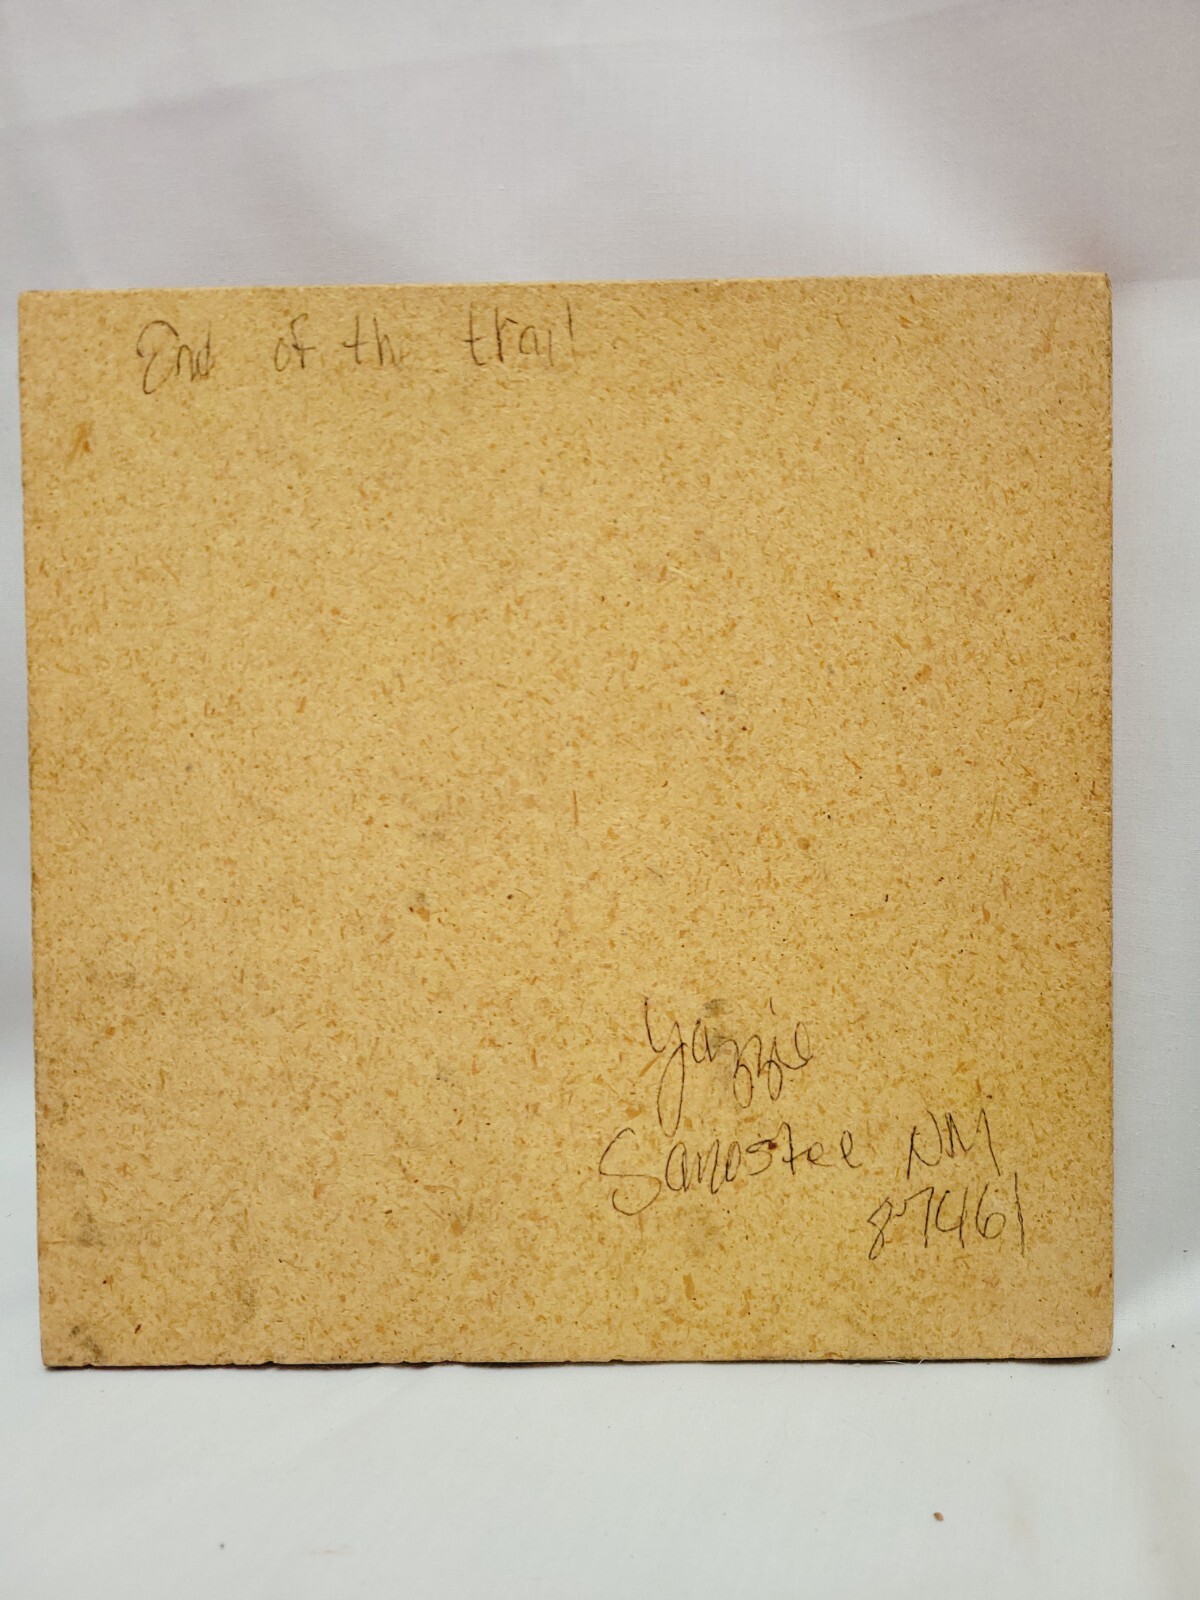 End of the trail
Yazzie
Sanostee NM
87461